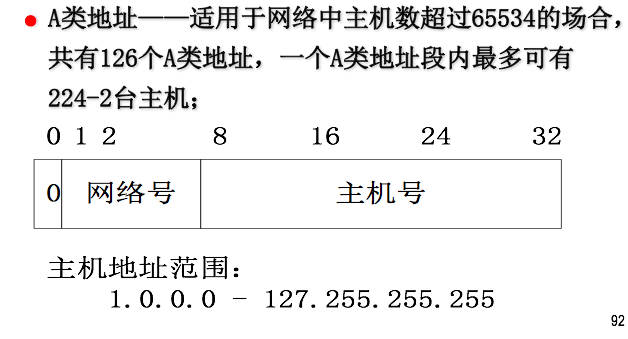 A类地址——适用于网络中主机数超过65534的场合，
共有126个A类地址，一个A类地址段内最多可有
224-2台主机；
0 1 2 8 16 24 32
0 网络号 主机号
主机地址范围：
1.0.0.0 - 127.255.255.255
92